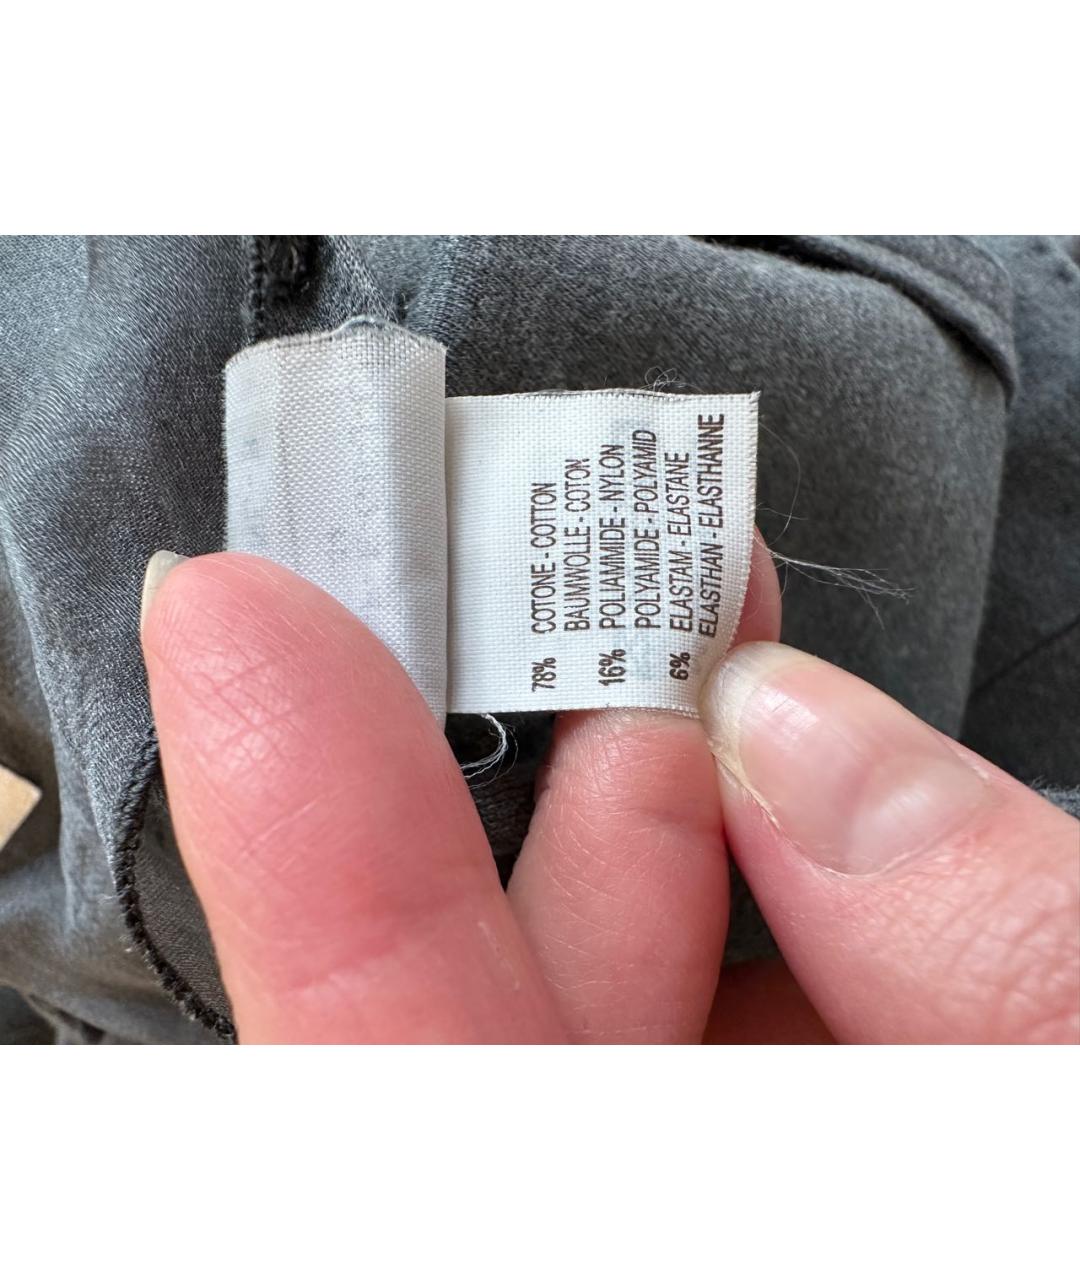 78% COTONE - COTTON
BAUMWOLLE - COTON
16% POLIAMMIDE - NYLON
POLYAMIDE - POLYAMID
6% ELASTAM - ELASTANE
ELASTHAN - ELASTHANNE